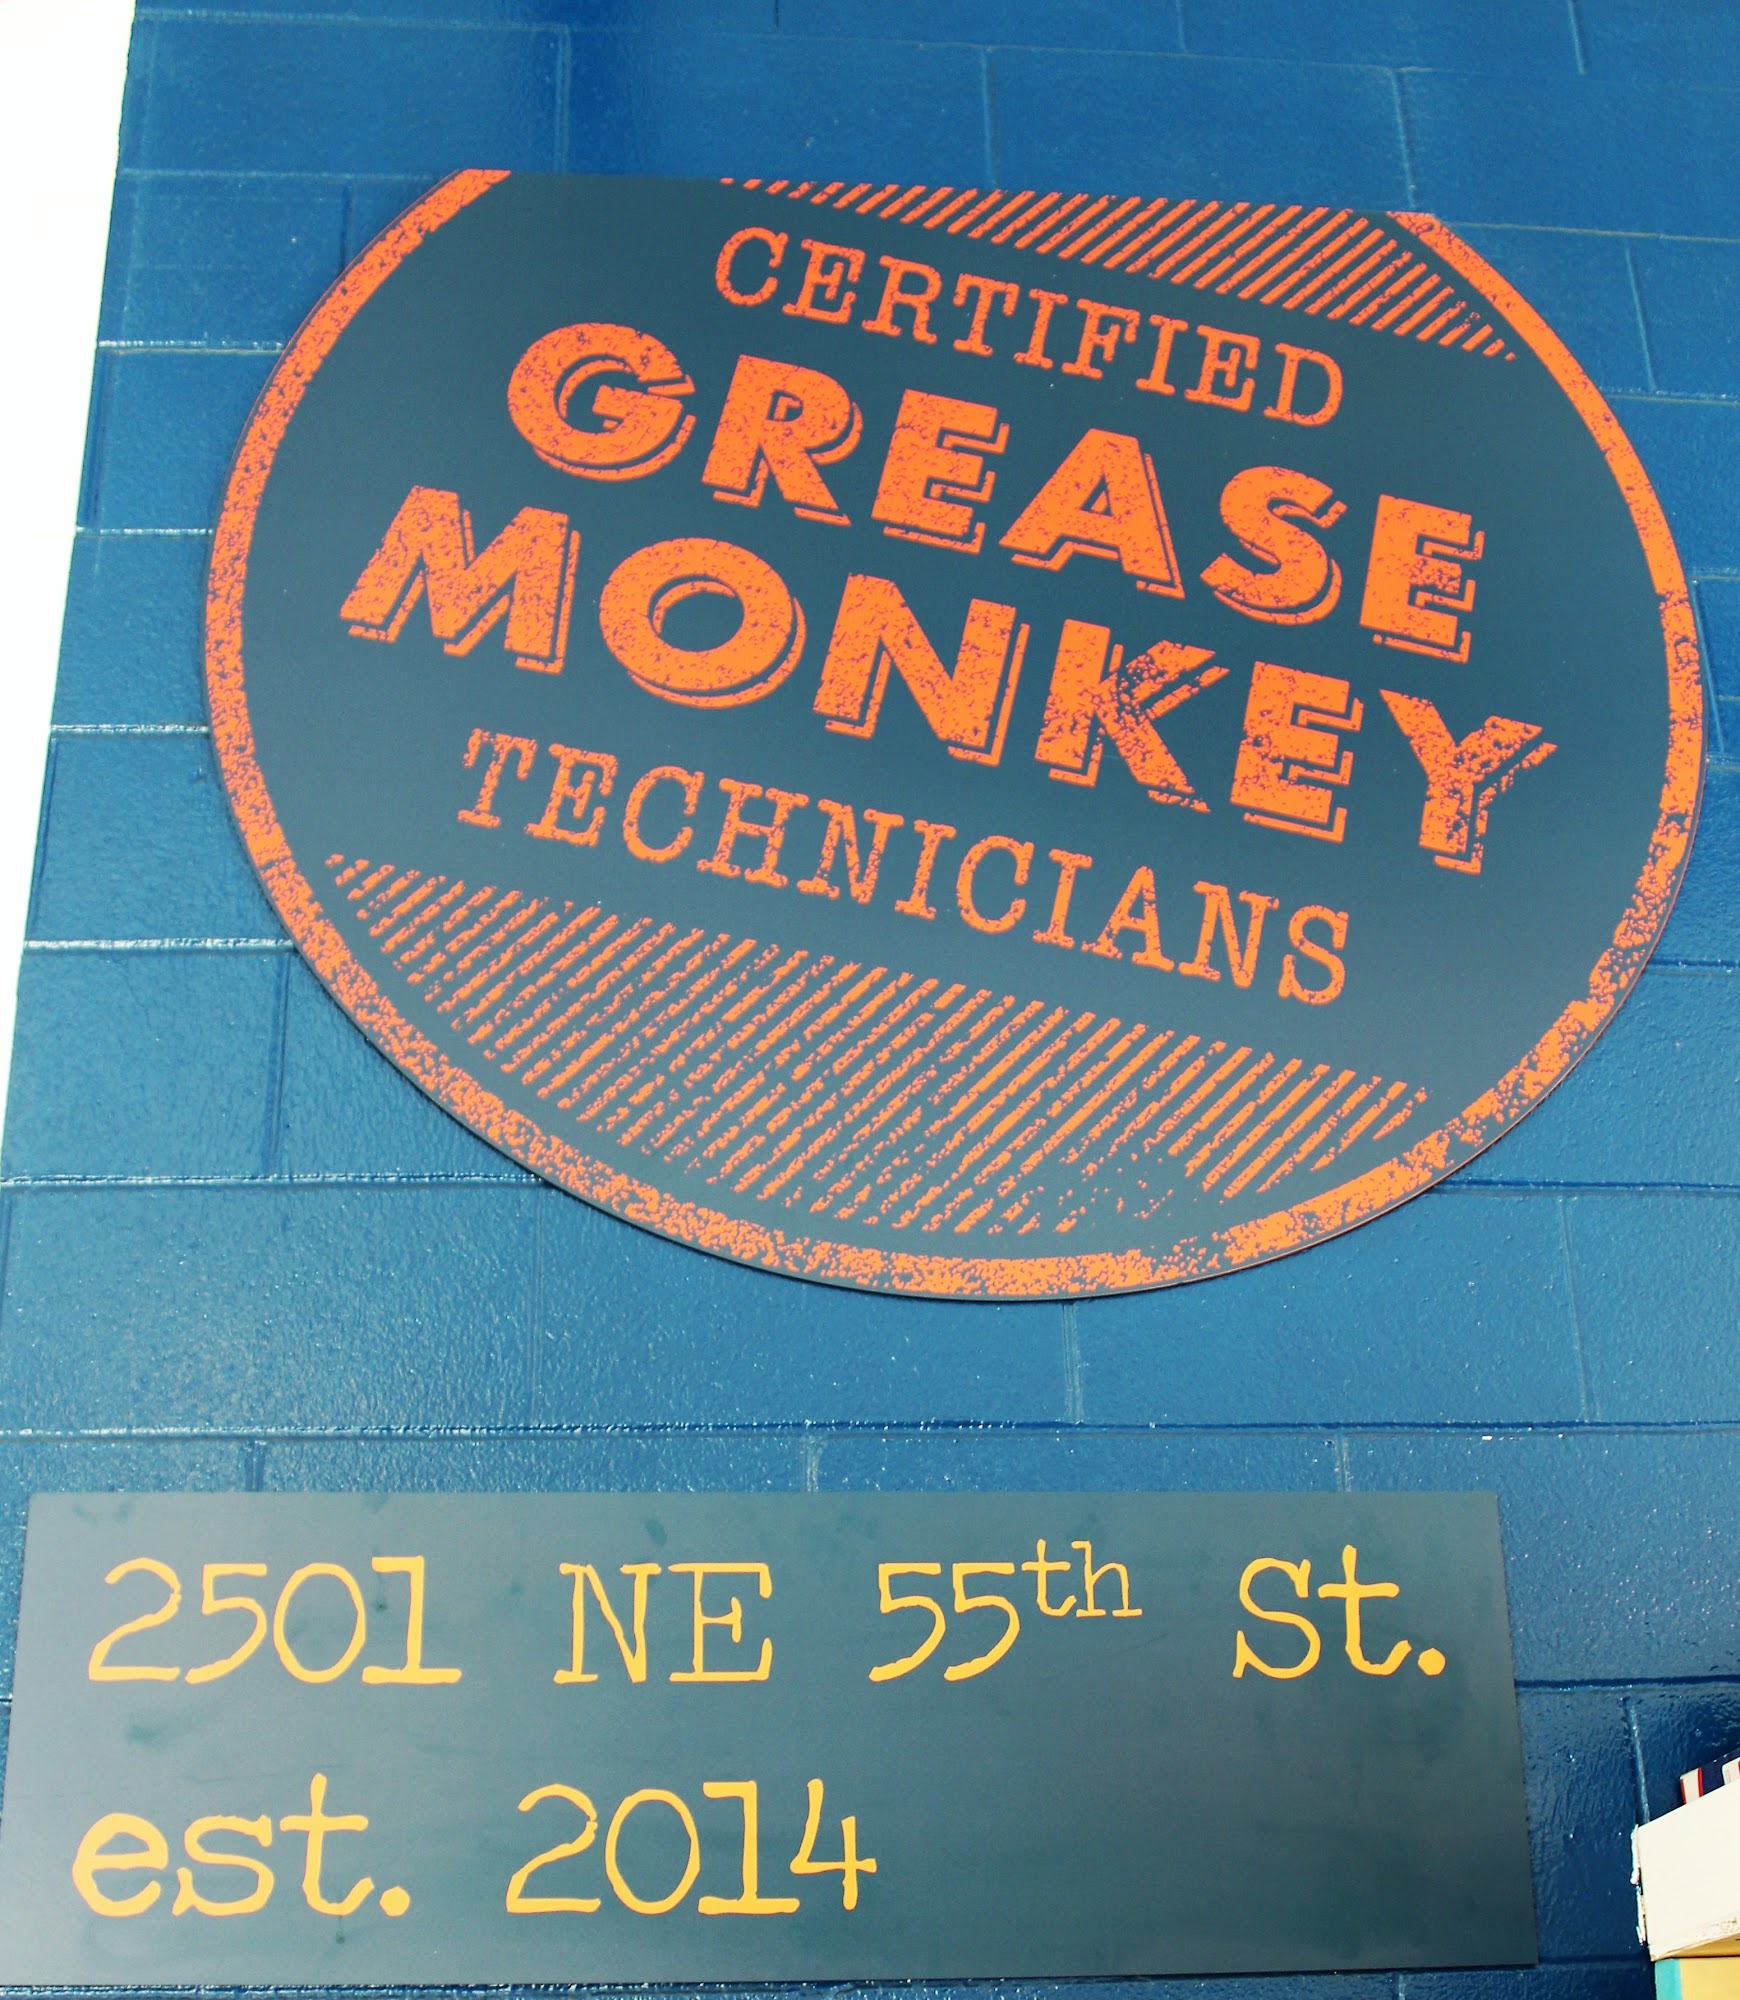 CERTIFIED
GREASE
MONKEY
TECHNICIANS
2501 NE 55th St.
est. 2014